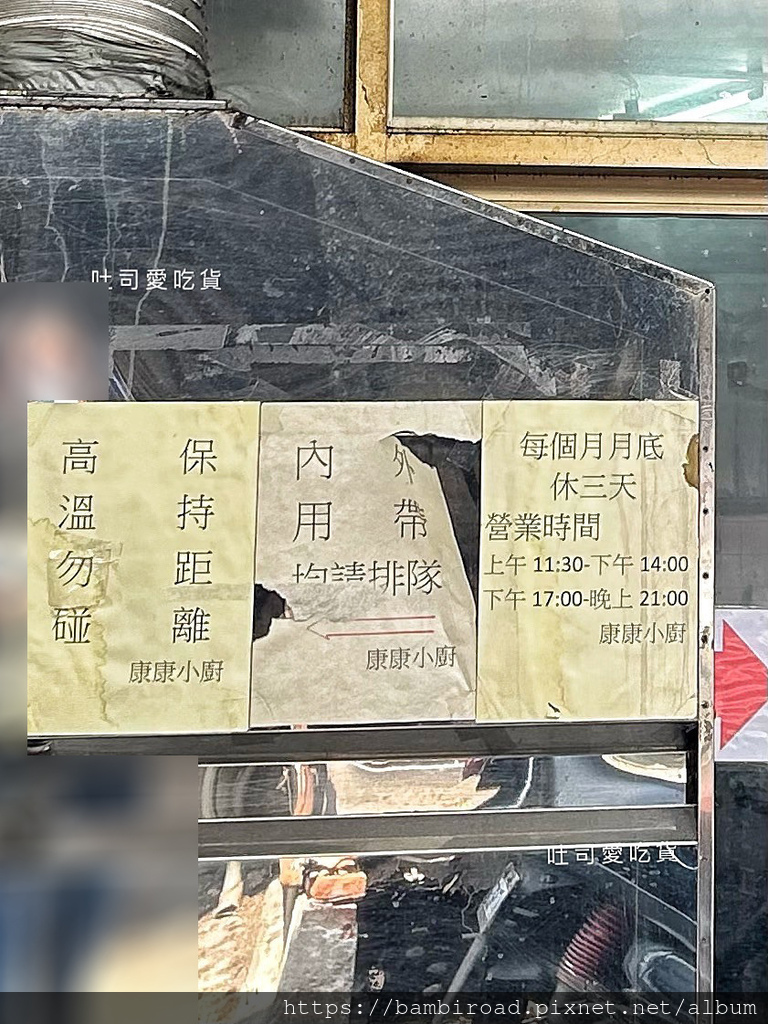 吐司愛吃貨
保持距離
高溫勿碰
康康小廚
外帶
內用
均請排隊
康康小廚
每個月月底
休三天
營業時間
上午 11:30-下午 14:00
下午 17:00-晚上 21:00
康康小廚
吐司愛吃貨
https://bambiroad.pixnet.net/album